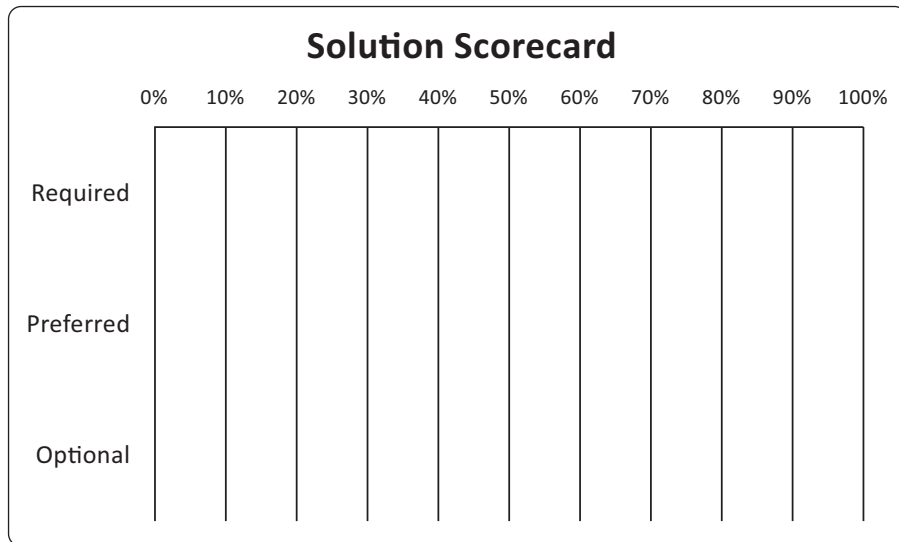 Solution Scorecard
0% 10% 20% 30% 40% 50% 60% 70% 80% 90% 100%
Required
Preferred
Optional